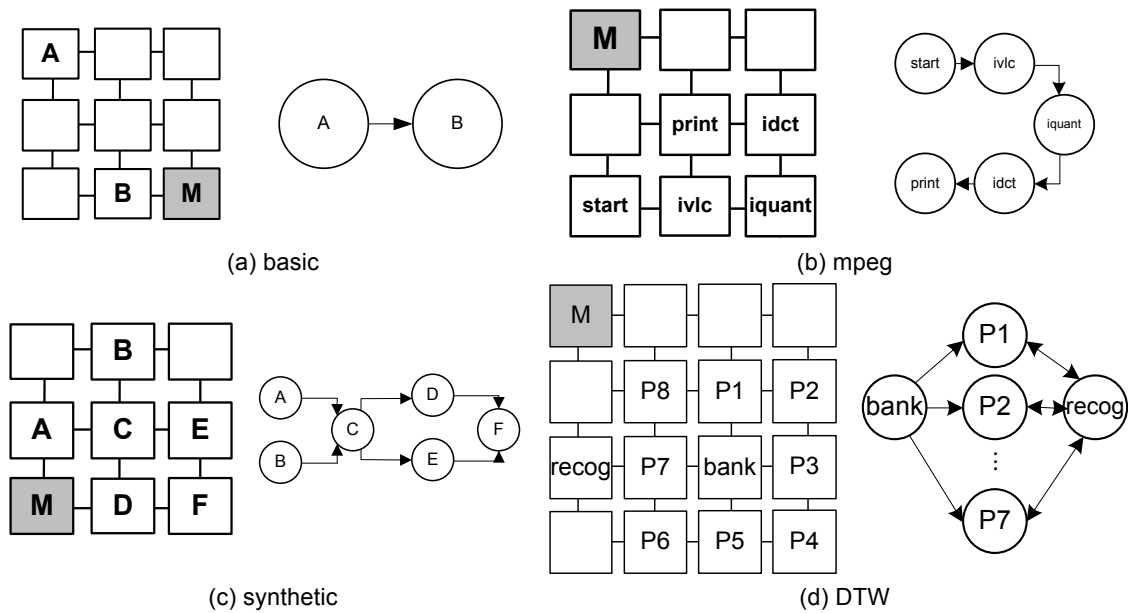 A
B M
A B
(a) basic
M
print idct
start ivlc iquant
start ivlc
iquant
print idct
(b) mpeg
B
A C E
M D F
A D
C F
B E
(c) synthetic
M
P8 P1 P2
recog P7 bank P3
P6 P5 P4
P1
bank P2 recog
⋮
P7
(d) DTW